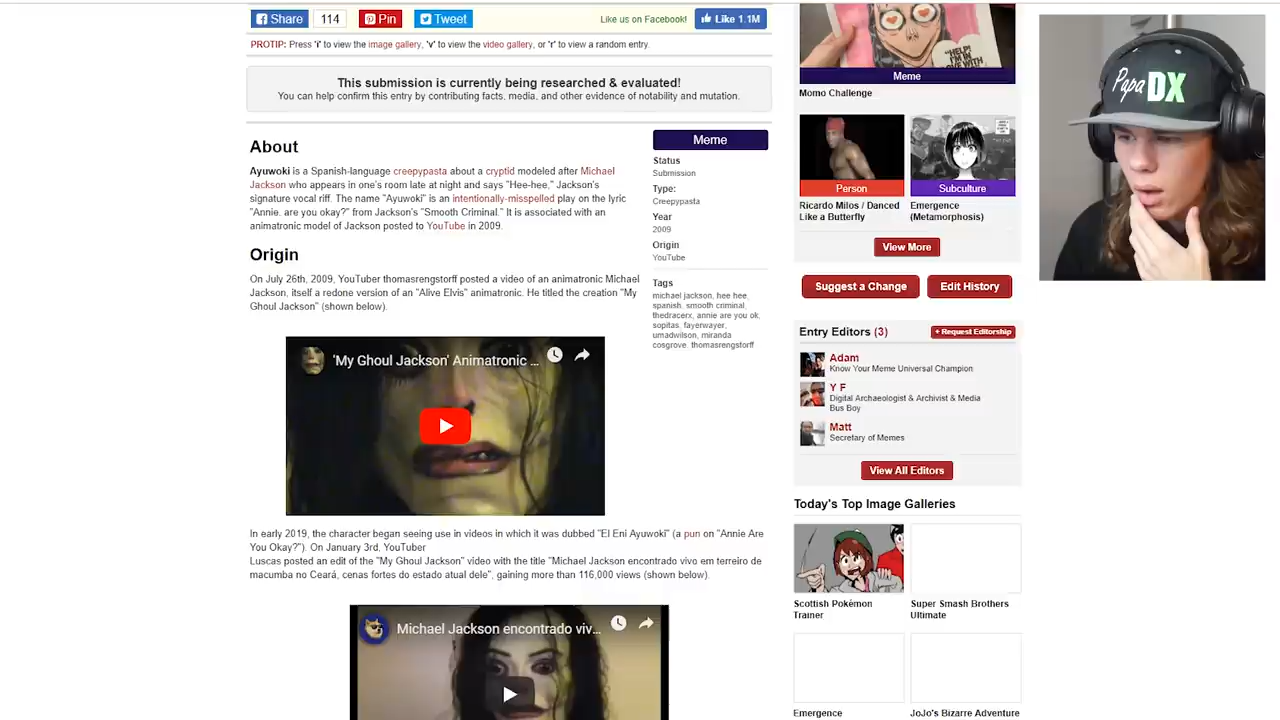 Share
114
Pin
Tweet
Like us on Facebook!
Like 1.1M
PROTIP: Press 'i' to view the image gallery, 'v' to view the video gallery, or 'r' to view a random entry.
This submission is currently being researched & evaluated!
You can help confirm this entry by contributing facts, media, and other evidence of notability and mutation.
About
Ayuwoki is a Spanish-language creepypasta about a cryptid modeled after Michael
Jackson who appears in one's room late at night and says "Hee-hee," Jackson's
signature vocal riff. The name "Ayuwoki" is an intentionally-misspelled play on the lyric
"Annie, are you okay?" from Jackson's "Smooth Criminal." It is associated with an
animatronic model of Jackson posted to YouTube in 2009.
Origin
On July 26th, 2009, YouTuber thomasrengstorff posted a video of an animatronic Michael
Jackson, itself a redone version of an "Alive Elvis" animatronic. He titled the creation "My
Ghoul Jackson" (shown below).
'My Ghoul Jackson' Animatronic ...
In early 2019, the character began seeing use in videos in which it was dubbed "El Eni Ayuwoki" (a pun on "Annie Are
You Okay?"). On January 3rd, YouTuber
Luscas posted an edit of the "My Ghoul Jackson" video with the title "Michael Jackson encontrado vivo em terreiro de
macumba no Ceará, cenas fortes do estado atual dele", gaining more than 116,000 views (shown below).
Michael Jackson encontrado viv...
Meme
Status
Submission
Type:
Creepypasta
Year
2009
Origin
YouTube
Tags
michael jackson, hee hee,
spanish, smooth criminal,
thedracerx, annie are you ok,
sopitas, fayerwayer,
umadwilson, miranda
cosgrove, thomasrengstorff
"HELP!
I'M IN
LOVE WITH
Meme
Momo Challenge
Person
Ricardo Milos / Danced
Like a Butterfly
Subculture
Emergence
(Metamorphosis)
View More
Suggest a Change
Edit History
Entry Editors (3)
+ Request Editorship
Adam
Know Your Meme Universal Champion
Y F
Digital Archaeologist & Archivist & Media
Bus Boy
Matt
Secretary of Memes
View All Editors
Today's Top Image Galleries
Scottish Pokémon
Trainer
Super Smash Brothers
Ultimate
Emergence
JoJo's Bizarre Adventure
Papa DX